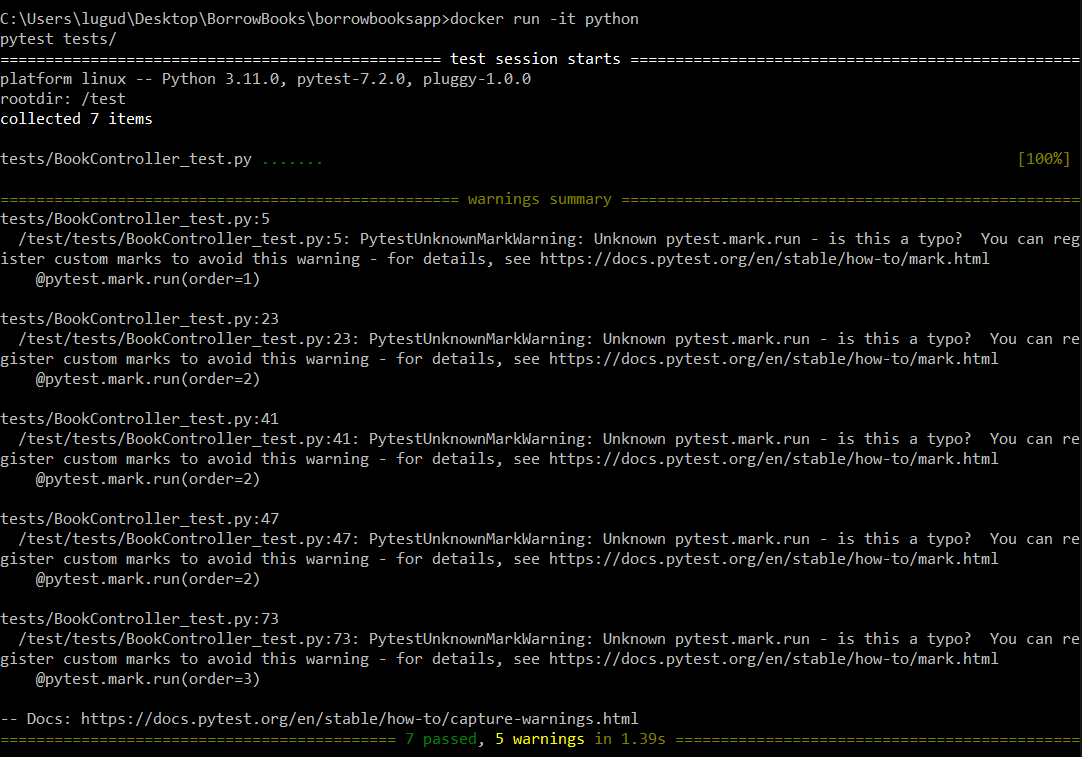 C:\Users\lugud\Desktop\BorrowBooks\borrowbooksapp>docker run -it python
pytest tests/
================================================= test session starts ==================================================
platform linux -- Python 3.11.0, pytest-7.2.0, pluggy-1.0.0
rootdir: /test
collected 7 items

tests/BookController_test.py .......                                                                                 [100%]

=================================================== warnings summary ===================================================
tests/BookController_test.py:5
  /test/tests/BookController_test.py:5: PytestUnknownMarkWarning: Unknown pytest.mark.run - is this a typo?  You can reg
ister custom marks to avoid this warning - for details, see https://docs.pytest.org/en/stable/how-to/mark.html
    @pytest.mark.run(order=1)

tests/BookController_test.py:23
  /test/tests/BookController_test.py:23: PytestUnknownMarkWarning: Unknown pytest.mark.run - is this a typo?  You can re
gister custom marks to avoid this warning - for details, see https://docs.pytest.org/en/stable/how-to/mark.html
    @pytest.mark.run(order=2)

tests/BookController_test.py:41
  /test/tests/BookController_test.py:41: PytestUnknownMarkWarning: Unknown pytest.mark.run - is this a typo?  You can re
gister custom marks to avoid this warning - for details, see https://docs.pytest.org/en/stable/how-to/mark.html
    @pytest.mark.run(order=2)

tests/BookController_test.py:47
  /test/tests/BookController_test.py:47: PytestUnknownMarkWarning: Unknown pytest.mark.run - is this a typo?  You can re
gister custom marks to avoid this warning - for details, see https://docs.pytest.org/en/stable/how-to/mark.html
    @pytest.mark.run(order=2)

tests/BookController_test.py:73
  /test/tests/BookController_test.py:73: PytestUnknownMarkWarning: Unknown pytest.mark.run - is this a typo?  You can re
gister custom marks to avoid this warning - for details, see https://docs.pytest.org/en/stable/how-to/mark.html
    @pytest.mark.run(order=3)

-- Docs: https://docs.pytest.org/en/stable/how-to/capture-warnings.html
============================================ 7 passed, 5 warnings in 1.39s =============================================